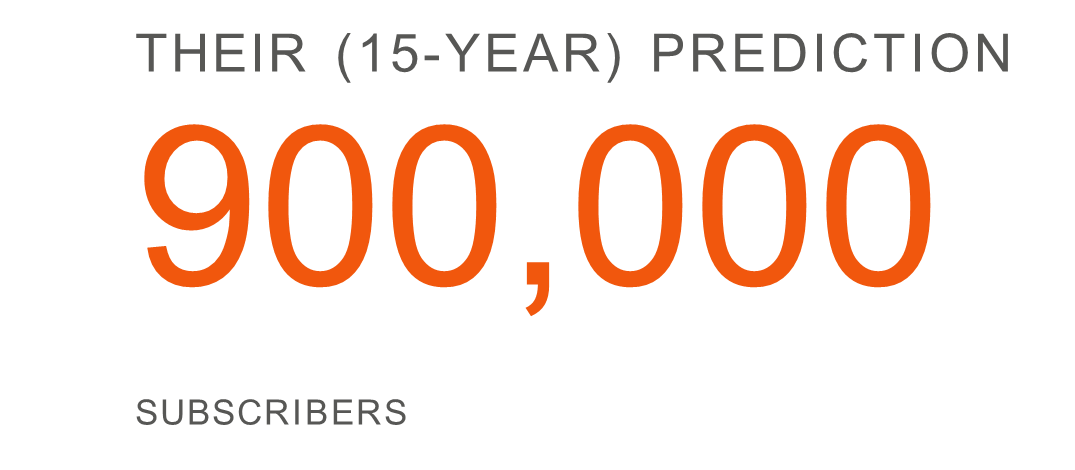 THEIR (15-YEAR) PREDICTION
900,000
SUBSCRIBERS